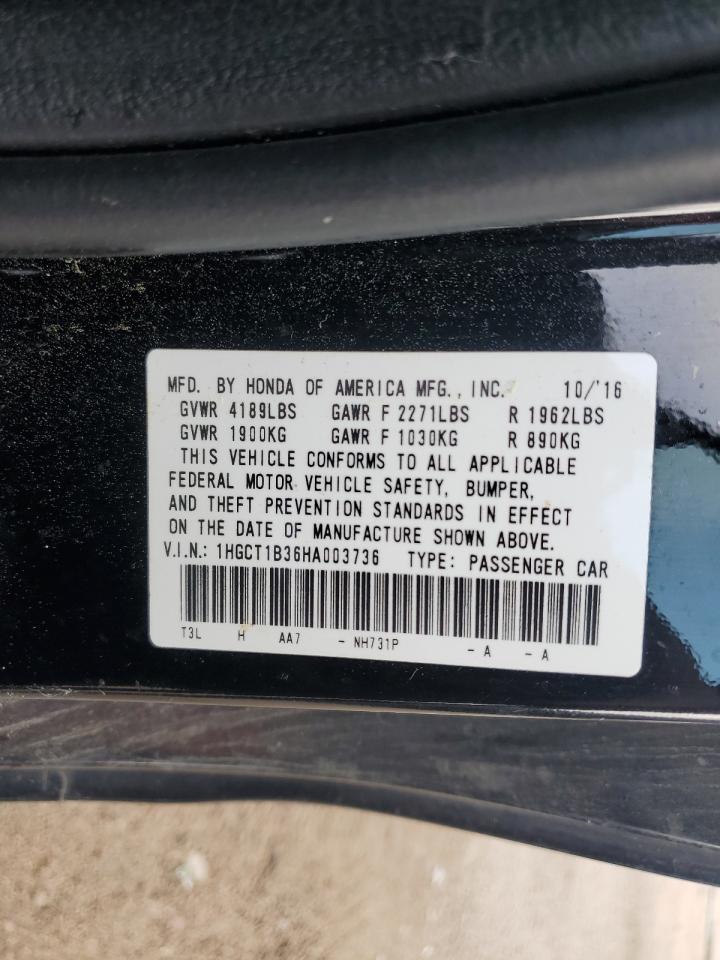 MFD. BY HONDA OF AMERICA MFG., INC. 10/'16
GVWR 4189LBS GAWR F 2271LBS R 1962LBS
GVWR 1900KG GAWR F 1030KG R 890KG
THIS VEHICLE CONFORMS TO ALL APPLICABLE
FEDERAL MOTOR VEHICLE SAFETY, BUMPER,
AND THEFT PREVENTION STANDARDS IN EFFECT
ON THE DATE OF MANUFACTURE SHOWN ABOVE.
V.I.N.: 1HGCT1B36HA003736 TYPE: PASSENGER CAR
T3L H AA7 - NH731P - A - A